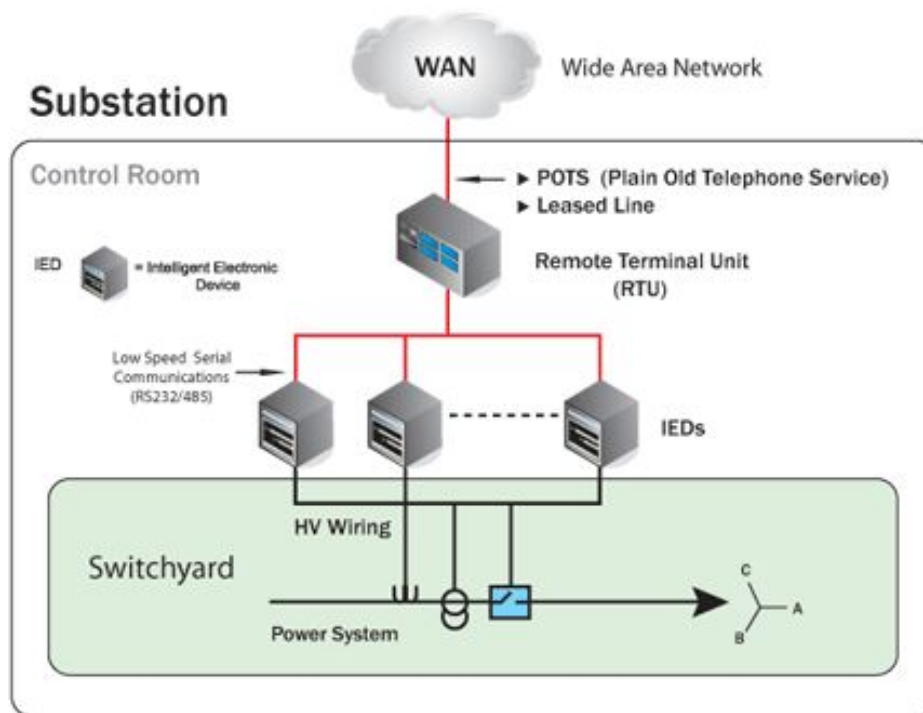 WAN
Wide Area Network
Substation
Control Room
POTS (Plain Old Telephone Service)
Leased Line
IED
= Intelligent Electronic
Device
Remote Terminal Unit
(RTU)
Low Speed Serial
Communications
(RS232/485)
IEDs
HV Wiring
Switchyard
Power System
C
A
B